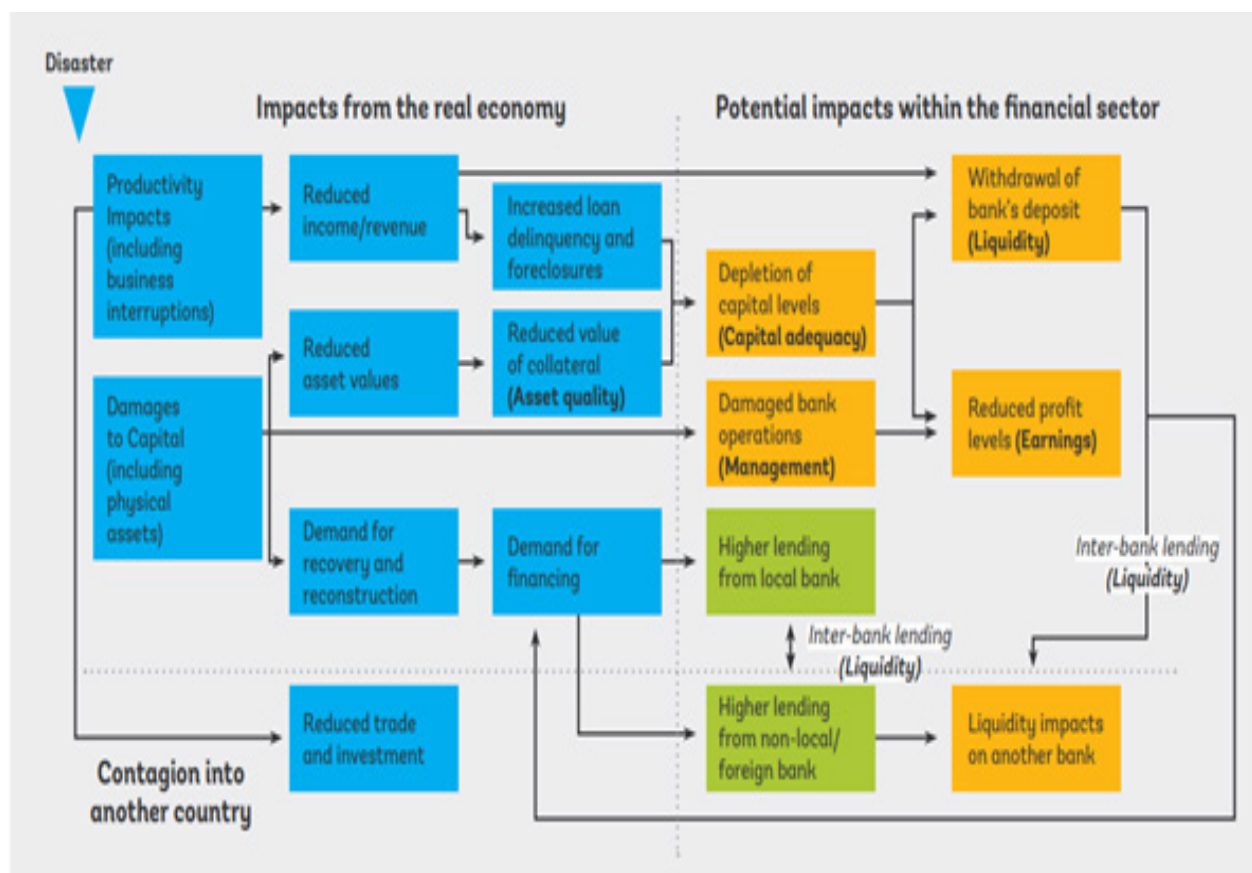 Disaster
Impacts from the real economy
Potential impacts within the financial sector
Productivity
Impacts
(including
business
interruptions)
Reduced
income/revenue
Increased loan
delinquency and
foreclosures
Withdrawal of
bank's deposit
(Liquidity)
Depletion of
capital levels
(Capital adequacy)
Reduced
asset values
Reduced value
of collateral
(Asset quality)
Damages
to Capital
(including
physical
assets)
Damaged bank
operations
(Management)
Reduced profit
levels (Earnings)
Demand for
recovery and
reconstruction
Demand for
financing
Higher lending
from local bank
Inter-bank lending
(Liquidity)
Inter-bank lending
(Liquidity)
Reduced trade
and investment
Higher lending
from non-local/
foreign bank
Liquidity impacts
on another bank
Contagion into
another country